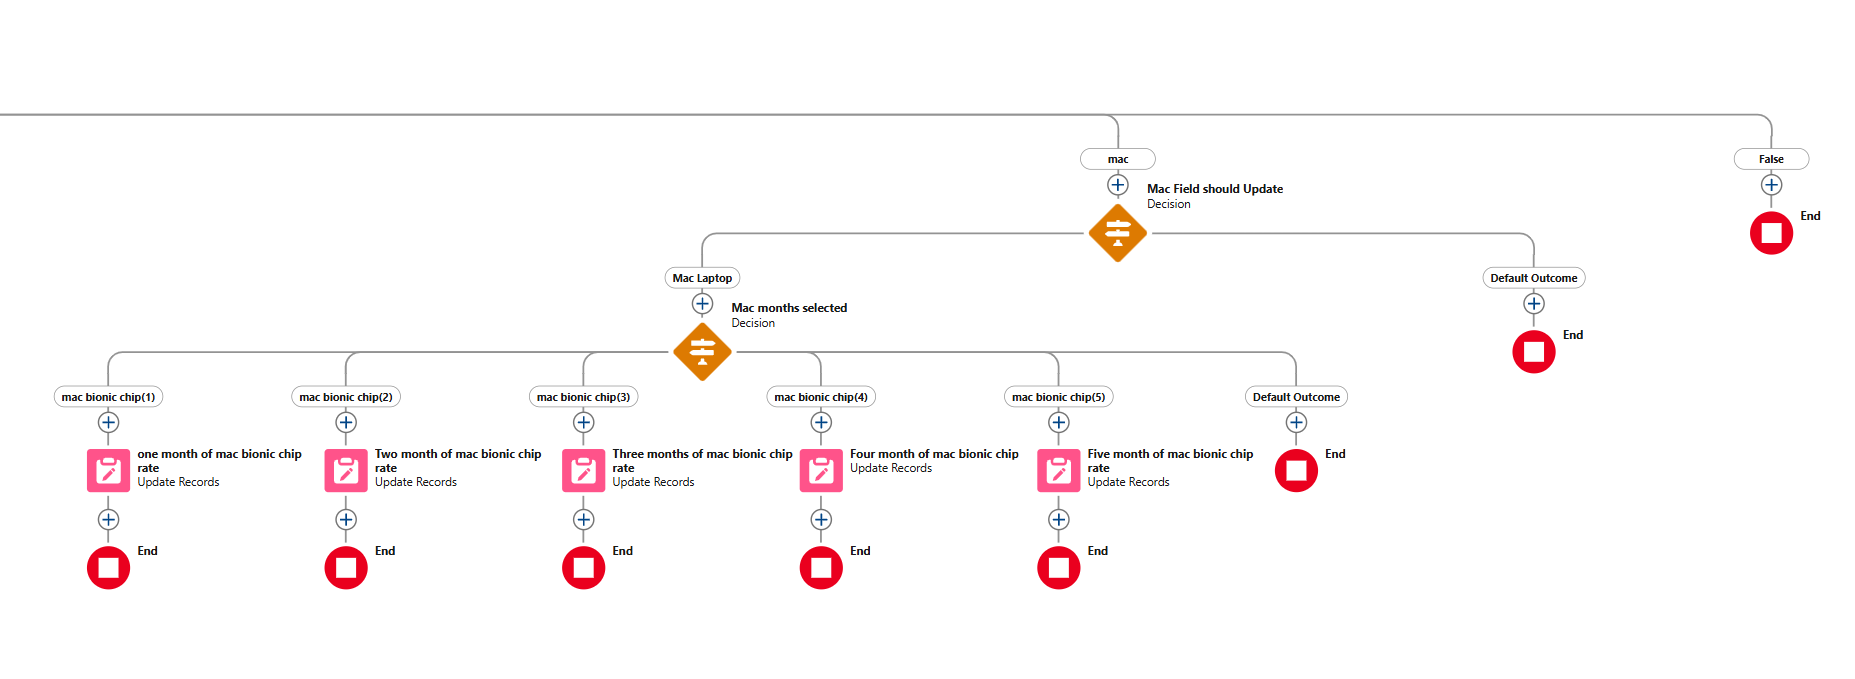 mac
False
Mac Field should Update
Decision
End
Mac Laptop
Default Outcome
Mac months selected
Decision
End
mac bionic chip(1)
mac bionic chip(2)
mac bionic chip(3)
mac bionic chip(4)
mac bionic chip(5)
Default Outcome
one month of mac bionic chip
rate
Update Records
Two month of mac bionic chip
rate
Update Records
Three months of mac bionic chip
rate
Update Records
Four month of mac bionic chip
Update Records
Five month of mac bionic chip
rate
Update Records
End
End
End
End
End
End